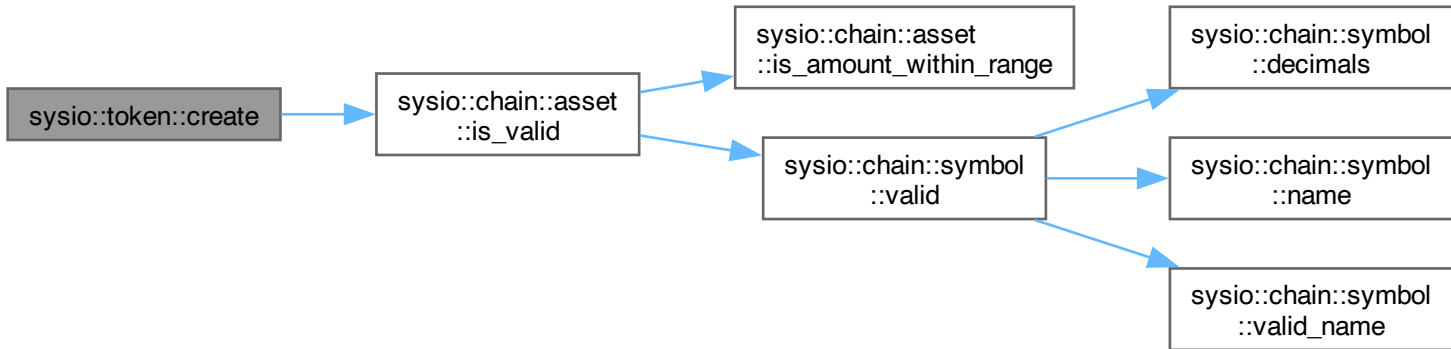 sysio::token::create
sysio::chain::asset
::is_valid
sysio::chain::asset
::is_amount_within_range
sysio::chain::symbol
::valid
sysio::chain::symbol
::decimals
sysio::chain::symbol
::name
sysio::chain::symbol
::valid_name